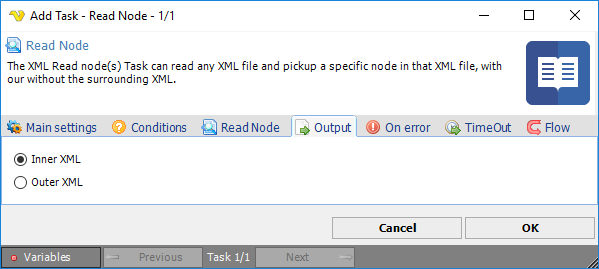 Add Task - Read Node - 1/1
Read Node
The XML Read node(s) Task can read any XML file and pickup a specific node in that XML file, with
our without the surrounding XML.
Main settings Conditions Read Node Output On error TimeOut Flow
Inner XML
Outer XML
Cancel OK
Variables Previous Task 1/1 Next